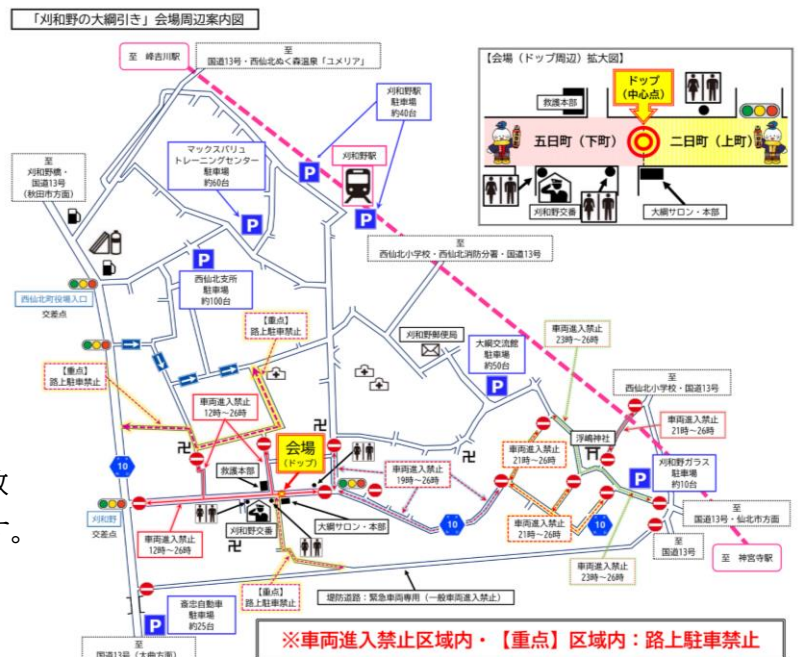 「刈和野の大綱引き」会場周辺案内図
至 峰吉川駅
至
国道13号・西仙北ぬく森温泉「ユメリア」
【会場（ドップ周辺）拡大図】
ドップ
（中心点）
救護本部
五日町（下町）
二日町（上町）
刈和野交番
大綱サロン・本部
刈和野駅
駐車場
約40台
P
マックスバリュ
トレーニングセンター
駐車場
約60台
P
刈和野駅
P
至
刈和野橋・
国道13号
（秋田市方面）
西仙北支所
駐車場
約100台
P
至
西仙北小学校・西仙北消防分署・国道13号
西仙北町役場入口
交差点
【重点】
路上駐車禁止
刈和野郵便局
大綱交流館
駐車場
約50台
P
車両進入禁止
23時～26時
至
西仙北小学校・国道13号
【重点】
路上駐車禁止
車両進入禁止
12時～26時
浮嶋神社
車両進入禁止
21時～26時
10
救護本部
会場
（ドップ）
車両進入禁止
19時～26時
車両進入禁止
21時～26時
刈和野ガラス
駐車場
約10台
P
刈和野
交差点
車両進入禁止
12時～26時
刈和野交番
大綱サロン・本部
10
車両進入禁止
21時～26時
10
至
国道13号・仙北市方面
至
国道13号
至 神宮寺駅
【重点】
路上駐車禁止
堤防道路：緊急車両専用（一般車両進入禁止）
車両進入禁止
23時～26時
斎忠自動車
駐車場
約25台
P
至
国道13号（大曲方面）
※車両進入禁止区域内・【重点】区域内：路上駐車禁止
す。